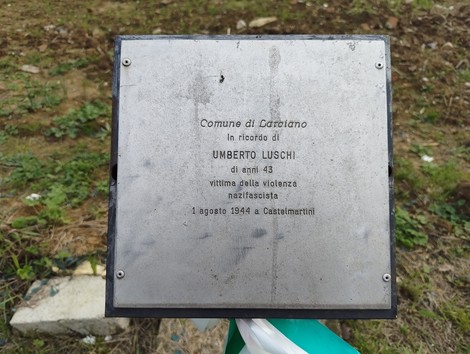 Comune di Larciano
In ricordo di
UMBERTO LUSCHI
di anni 43
vittima della violenza
nazifascista
1 agosto 1944 a Castelmartini